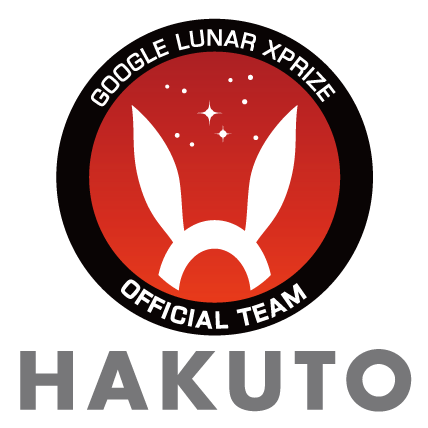 GOOGLE LUNAR XPRIZE
OFFICIAL TEAM
HAKUTO